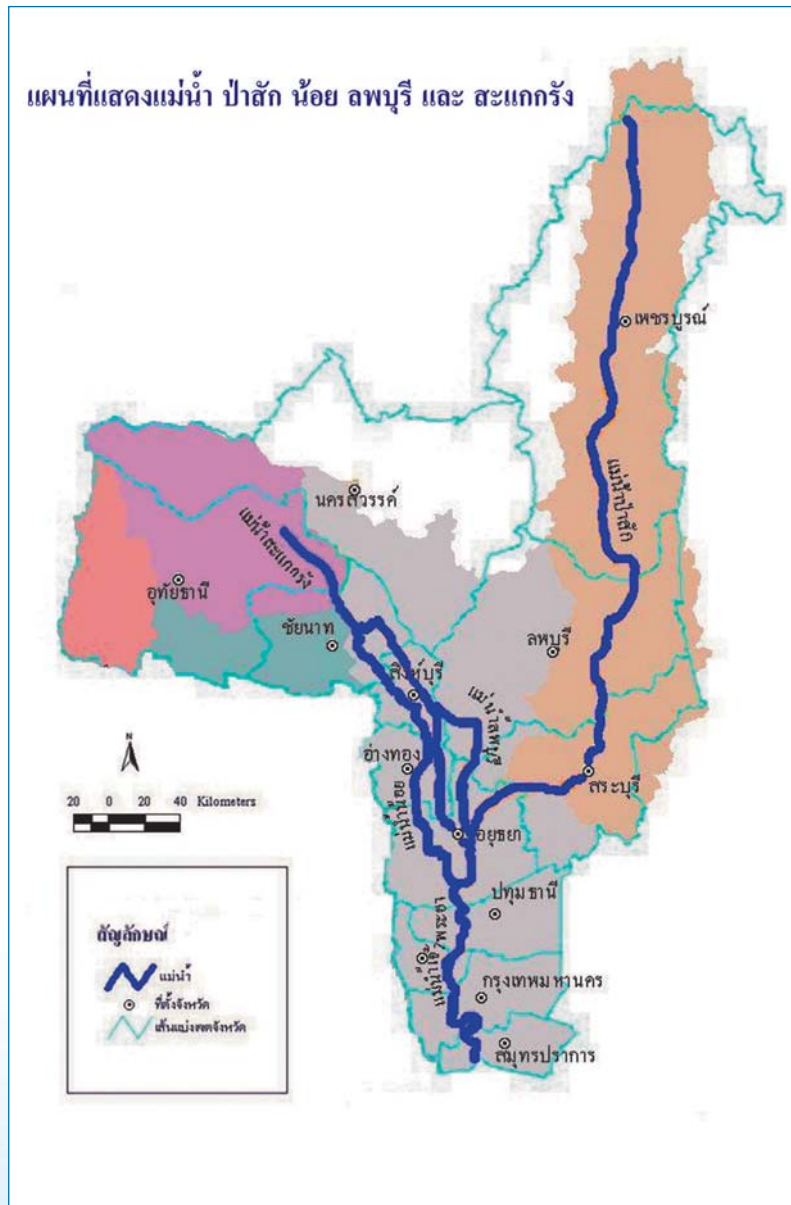 แผนที่แสดงแม่น้ำ ป่าสัก น้อย ลพบุรี และ สะแกกรัง
เพชรบูรณ์
แม่น้ำป่าสัก
นครสวรรค์
แม่น้ำสะแกกรัง
อุทัยธานี
ชัยนาท
ลพบุรี
สิงห์บุรี
แม่น้ำลพบุรี
อ่างทอง
สระบุรี
แม่น้ำน้อย
อยุธยา
N
20 0 20 40 Kilometers
ปทุมธานี
แม่น้ำเจ้าพระยา
กรุงเทพมหานคร
สมุทรปราการ
สัญลักษณ์
แม่น้ำ
ที่ตั้งจังหวัด
เส้นแบ่งเขตจังหวัด